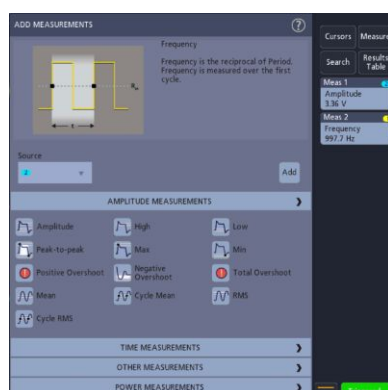 ADD MEASUREMENTS
?
Frequency
Frequency is the reciprocal of Period.
Frequency is measured over the first
cycle.
t
Source
2
Add
AMPLITUDE MEASUREMENTS
Amplitude
High
Low
Peak-to-peak
Max
Min
Positive Overshoot
Negative
Overshoot
Total Overshoot
Mean
Cycle Mean
RMS
Cycle RMS
TIME MEASUREMENTS
OTHER MEASUREMENTS
POWER MEASUREMENTS
Cursors
Measure
Search
Results
Table
Meas 1
Amplitude
3.36 V
Meas 2
Frequency
997.7 Hz